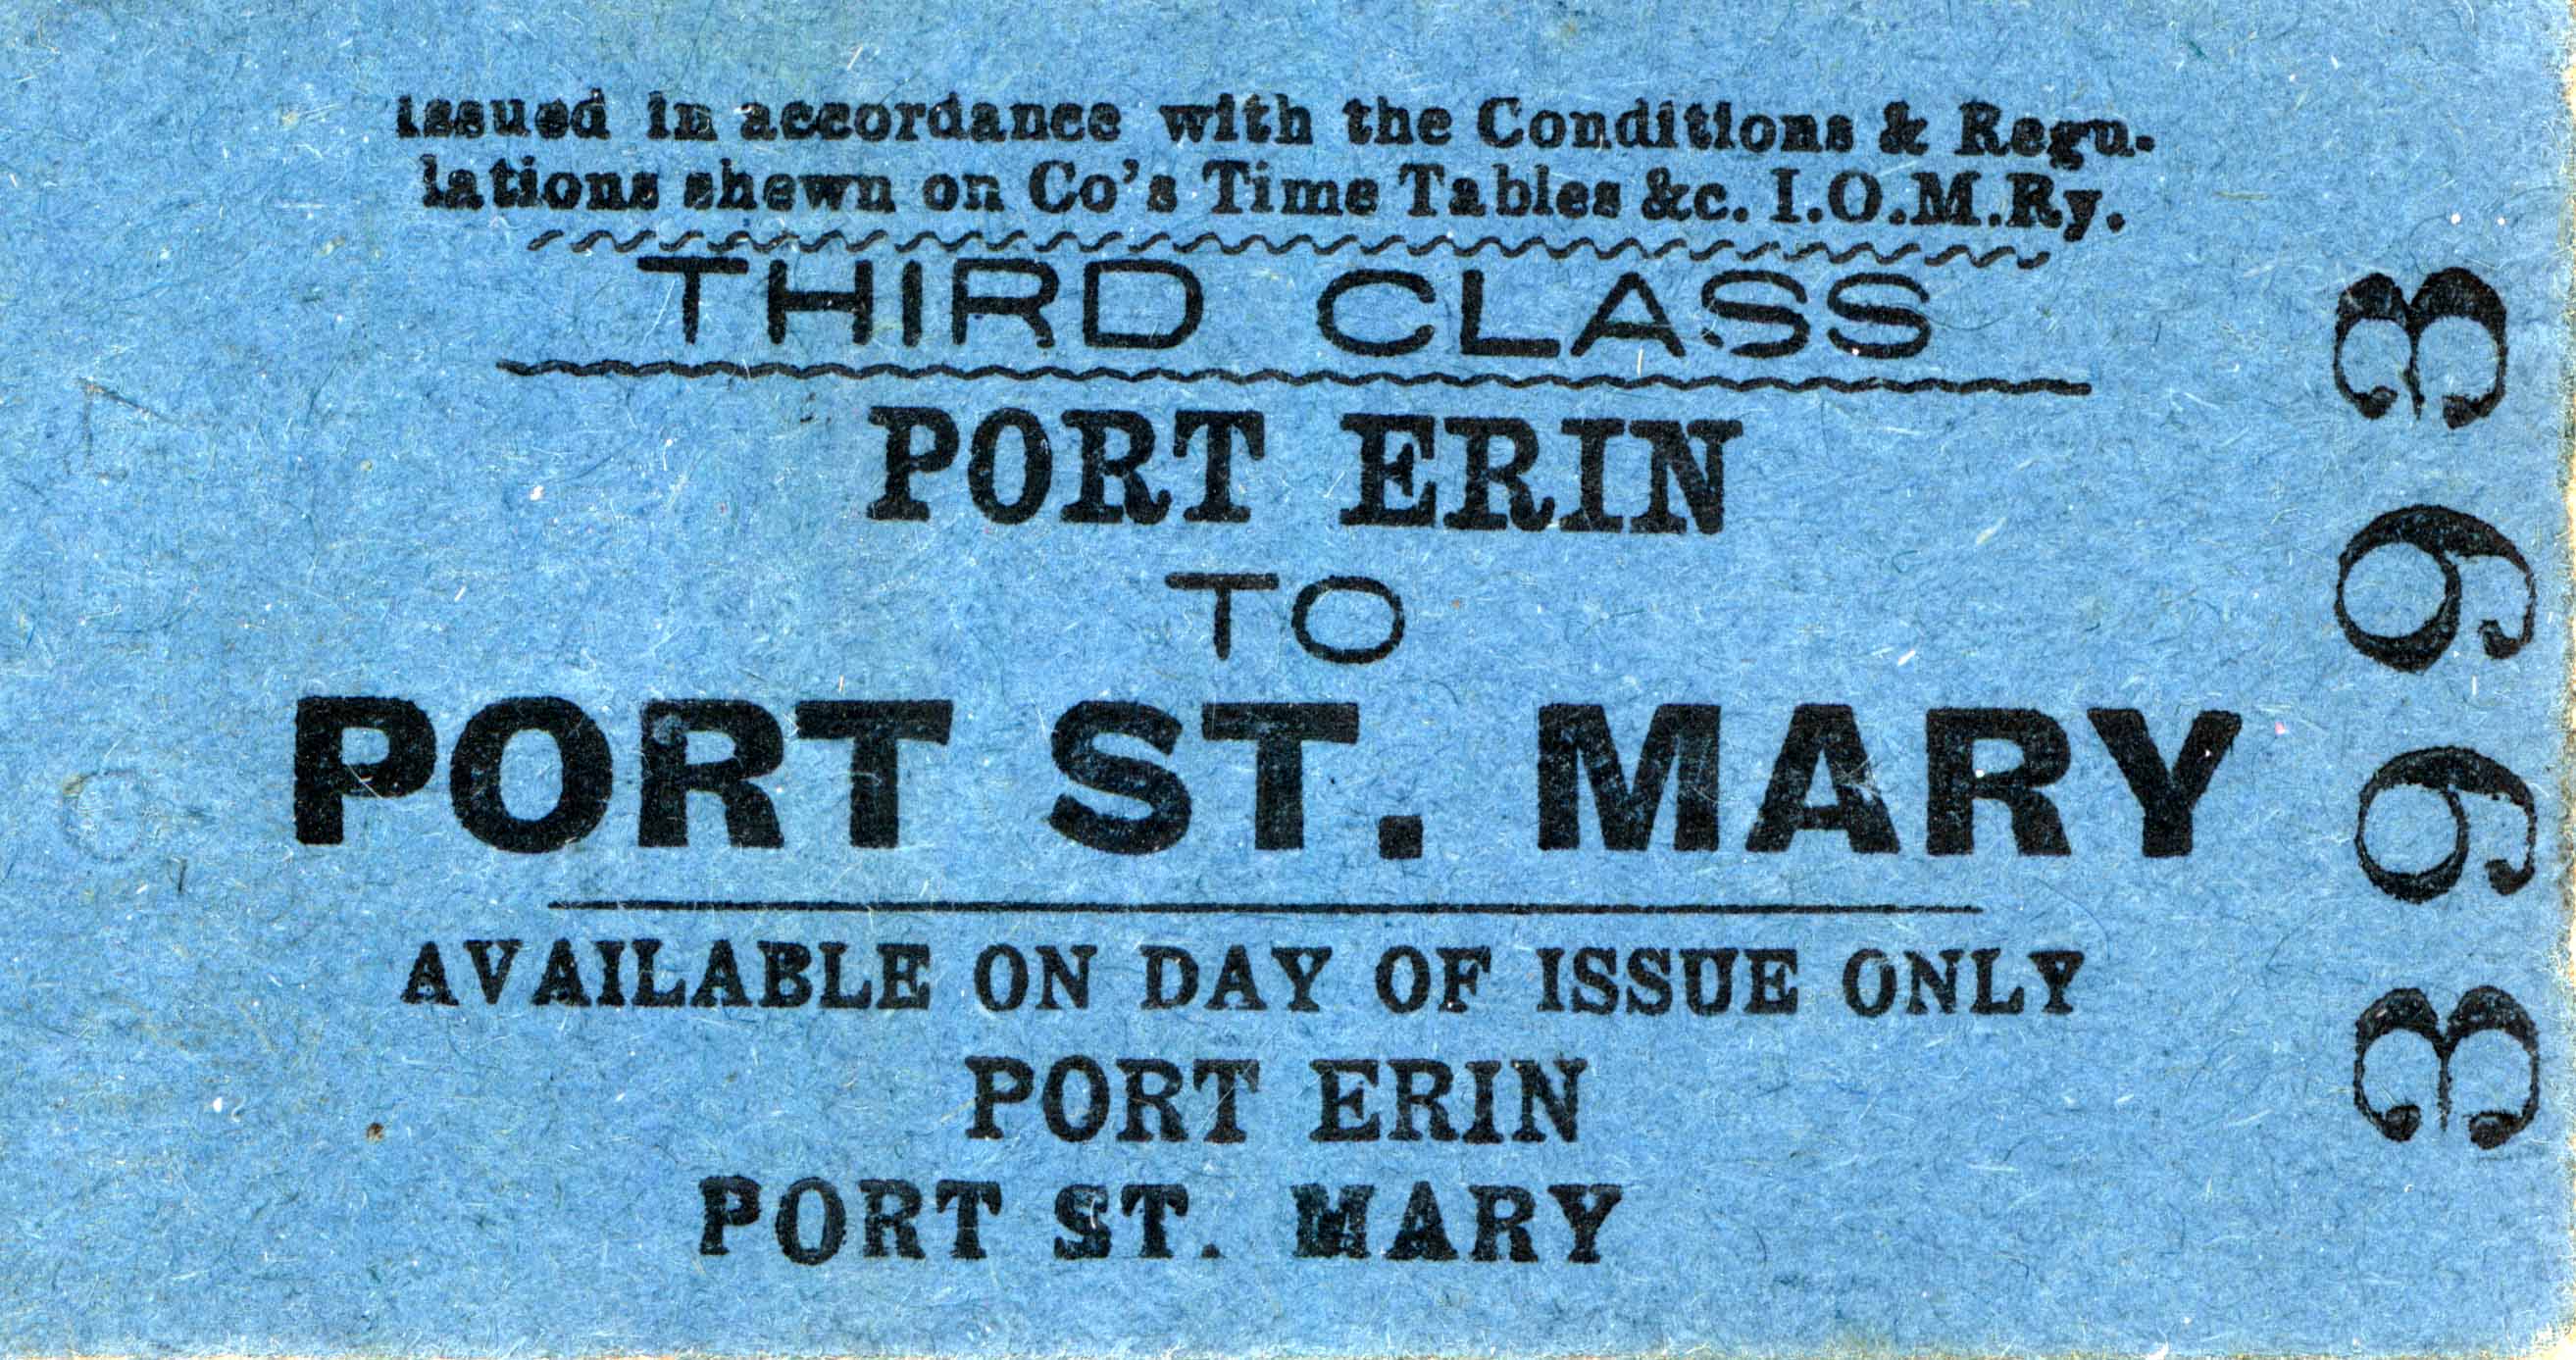 issued in accordance with the Conditions & Regu-
lations shewn on Co's Time Tables &c. I.O.M.Ry.
THIRD CLASS
PORT ERIN
TO
PORT ST. MARY
AVAILABLE ON DAY OF ISSUE ONLY
PORT ERIN
PORT ST. MARY
3993